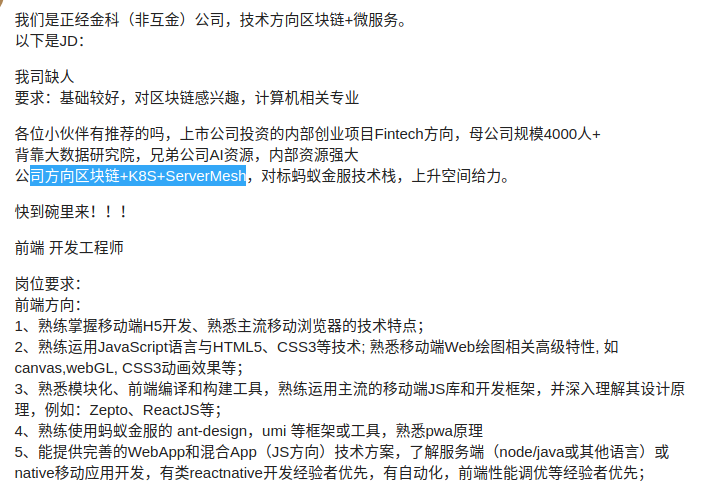 我们是正经金科（非互金）公司，技术方向区块链+微服务。
以下是JD：
我司缺人
要求：基础较好，对区块链感兴趣，计算机相关专业
各位小伙伴有推荐的吗，上市公司投资的内部创业项目Fintech方向，母公司规模4000人+
背靠大数据研究院，兄弟公司AI资源，内部资源强大
公司方向区块链+K8S+ServerMesh，对标蚂蚁金服技术栈，上升空间给力。
快到碗里来！！！
前端 开发工程师
岗位要求：
前端方向：
1、熟练掌握移动端H5开发、熟悉主流移动浏览器的技术特点；
2、熟练运用JavaScript语言与HTML5、CSS3等技术; 熟悉移动端Web绘图相关高级特性, 如
canvas,webGL, CSS3动画效果等；
3、熟悉模块化、前端编译和构建工具，熟练运用主流的移动端JS库和开发框架，并深入理解其设计原
理，例如：Zepto、ReactJS等；
4、熟练使用蚂蚁金服的 ant-design，umi 等框架或工具，熟悉pwa原理
5、能提供完善的WebApp和混合App（JS方向）技术方案，了解服务端（node/java或其他语言）或
native移动应用开发，有类reactnative开发经验者优先，有自动化，前端性能调优等经验者优先；